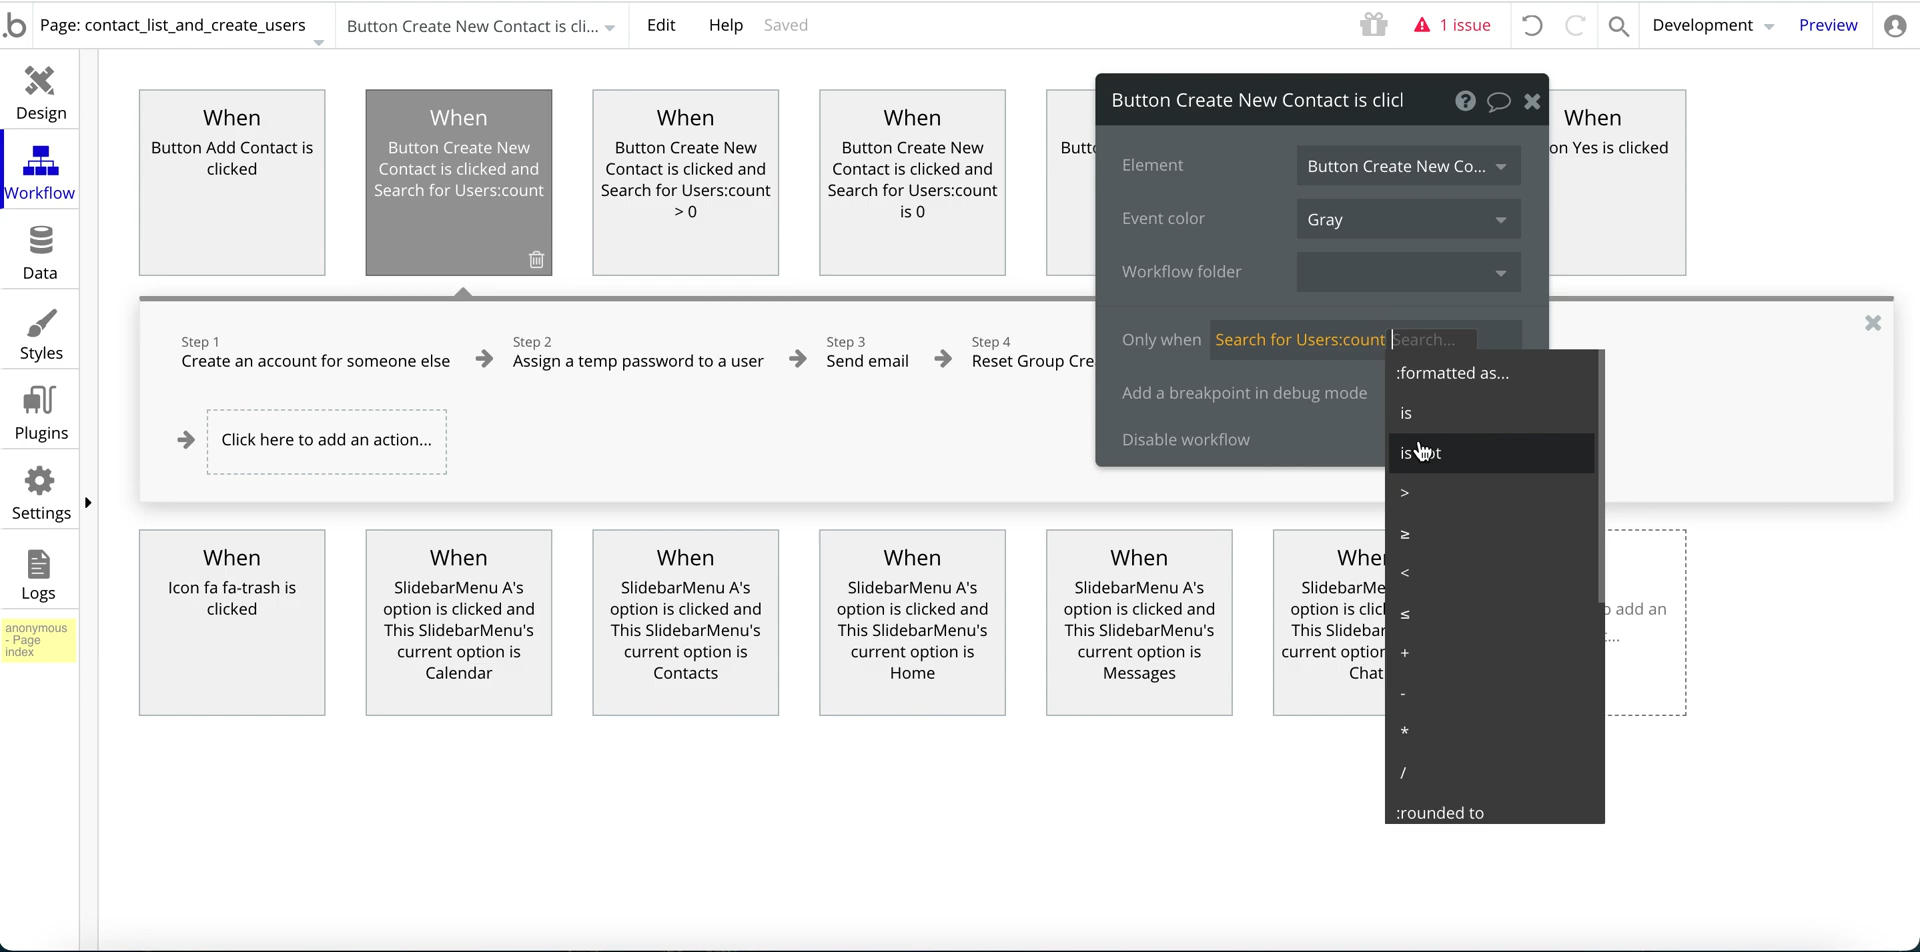 Page: contact_list_and_create_users
Button Create New Contact is cli...
Edit
Help
Saved
1 issue
Development
Preview
Design
Workflow
Data
Styles
Plugins
Settings
Logs
anonymous
- Page
index
When
Button Add Contact is
clicked
When
Button Create New
Contact is clicked and
Search for Users:count
When
Button Create New
Contact is clicked and
Search for Users:count
> 0
When
Button Create New
Contact is clicked and
Search for Users:count
is 0
When
on Yes is clicked
Step 1
Create an account for someone else
Step 2
Assign a temp password to a user
Step 3
Send email
Step 4
Reset Group Cre
Click here to add an action...
Button Create New Contact is clicl
Element
Button Create New Co...
Event color
Gray
Workflow folder
Only when
Search for Users:count
Search...
Add a breakpoint in debug mode
Disable workflow
:formatted as...
is
>
≥
<
≤
+
-
*
/
:rounded to
When
Icon fa fa-trash is
clicked
When
SlidebarMenu A's
option is clicked and
This SlidebarMenu's
current option is
Calendar
When
SlidebarMenu A's
option is clicked and
This SlidebarMenu's
current option is
Contacts
When
SlidebarMenu A's
option is clicked and
This SlidebarMenu's
current option is
Home
When
SlidebarMenu A's
option is clicked and
This SlidebarMenu's
current option is
Messages
SlidebarMe
option is clic
This Slidebar
current option
Chat
add an